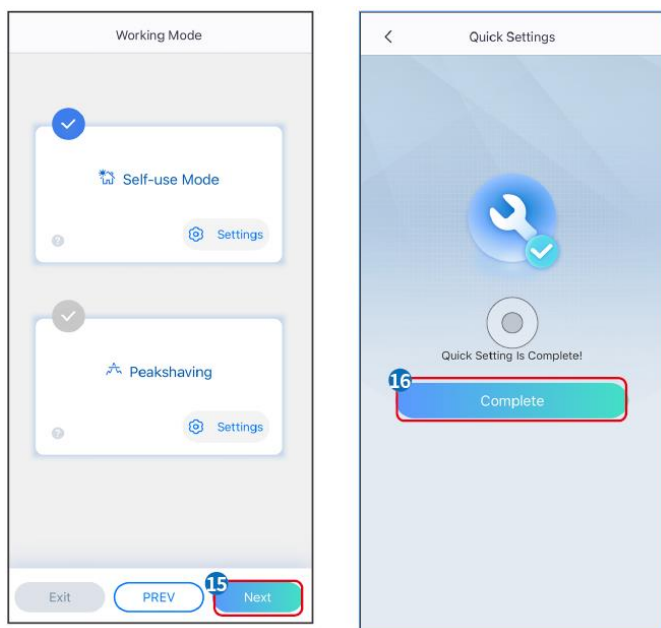 Working Mode
Self-use Mode
?
Settings
Peakshaving
?
Settings
Exit
PREV
15
Next
Quick Settings
Quick Setting Is Complete!
16
Complete